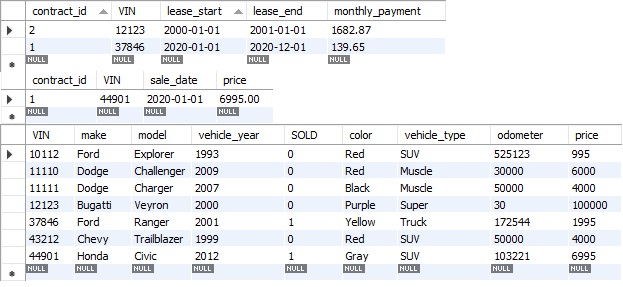 contract_id VIN lease_start lease_end monthly_payment
2 12123 2000-01-01 2001-01-01 1682.87
1 37846 2020-01-01 2020-12-01 139.65
NULL NULL NULL NULL NULL
contract_id VIN sale_date price
1 44901 2020-01-01 6995.00
NULL NULL NULL NULL
VIN make model vehicle_year SOLD color vehicle_type odometer price
10112 Ford Explorer 1993 0 Red SUV 525123 995
11110 Dodge Challenger 2009 0 Red Muscle 30000 6000
11111 Dodge Charger 2007 0 Black Muscle 50000 4000
12123 Bugatti Veyron 2000 0 Purple Super 30 100000
37846 Ford Ranger 2001 1 Yellow Truck 172544 1995
43212 Chevy Trailblazer 1999 0 Red SUV 50000 4000
44901 Honda Civic 2012 1 Gray SUV 103221 6995
NULL NULL NULL NULL NULL NULL NULL NULL NULL